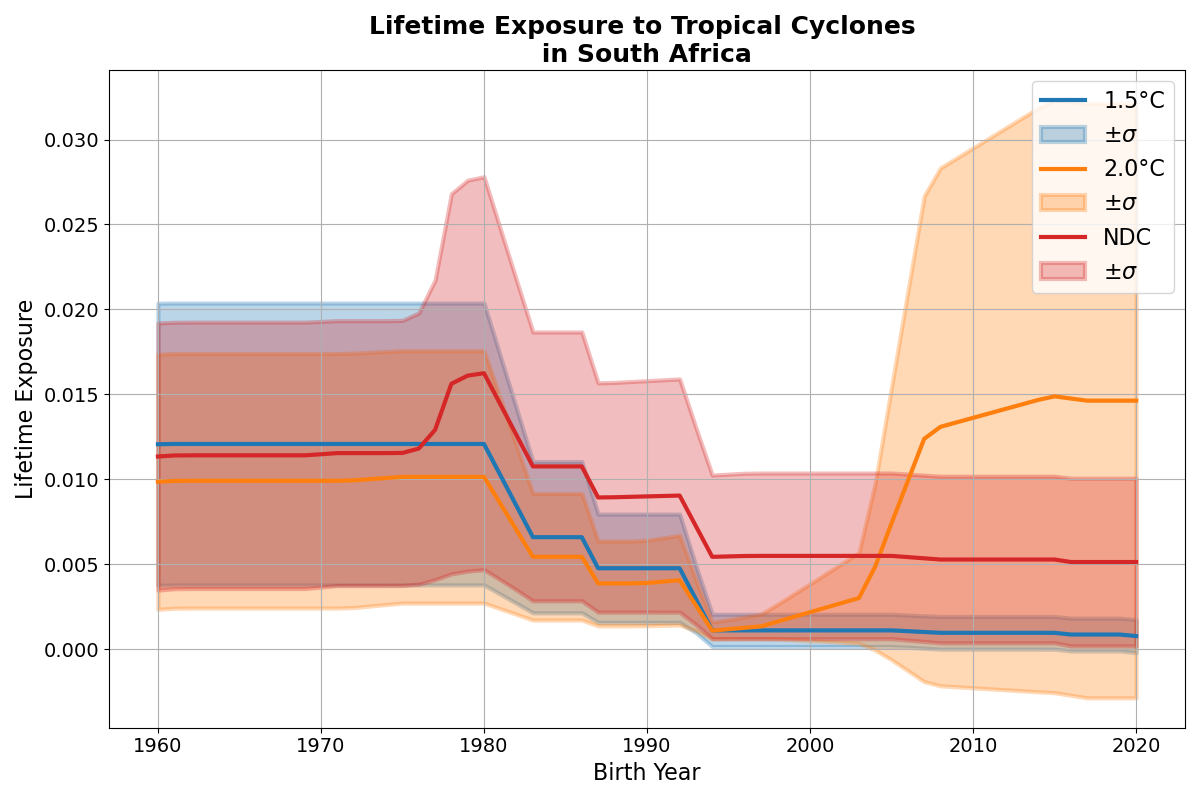 Lifetime Exposure to Tropical Cyclones
in South Africa
1.5°C
±σ
2.0°C
±σ
NDC
±σ
Lifetime Exposure
0.030
0.025
0.020
0.015
0.010
0.005
0.000
1960
1970
1980
1990
2000
2010
2020
Birth Year